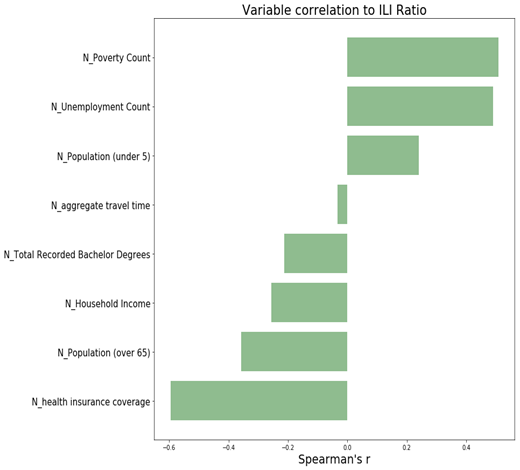 Variable correlation to ILI Ratio
N_Poverty Count
N_Unemployment Count
N_Population (under 5)
N_aggregate travel time
N_Total Recorded Bachelor Degrees
N_Household Income
N_Population (over 65)
N_health insurance coverage
−0.6 −0.4 −0.2 0.0 0.2 0.4
Spearman's r